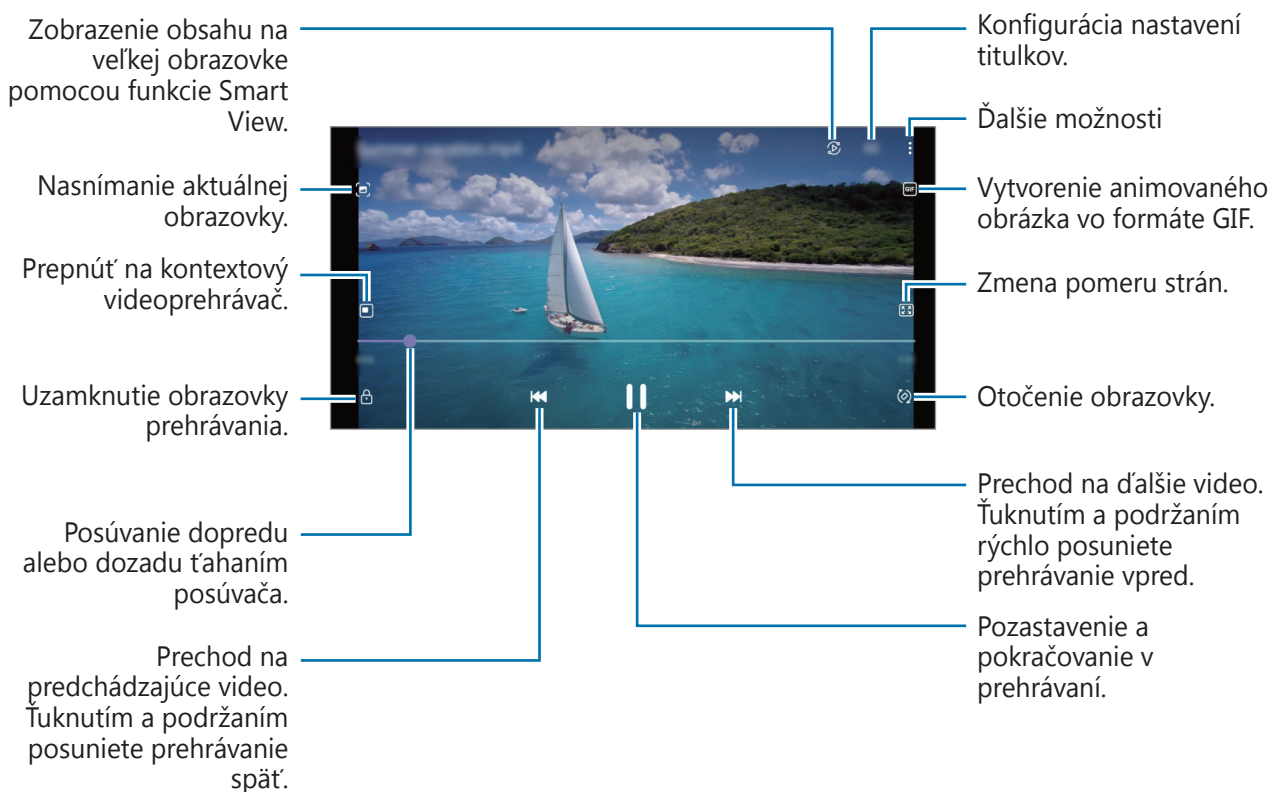 Zobrazenie obsahu na
veľkej obrazovke
pomocou funkcie Smart
View.
Nasnímanie aktuálnej
obrazovky.
Prepnúť na kontextový
videoprehrávač.
Uzamknutie obrazovky
prehrávania.
Posúvanie dopredu
alebo dozadu ťahaním
posúvača.
Prechod na
predchádzajúce video.
Ťuknutím a podržaním
posuniete prehrávanie
späť.
Konfigurácia nastavení
titulkov.
Ďalšie možnosti
GIF
Vytvorenie animovaného
obrázka vo formáte GIF.
Zmena pomeru strán.
Otočenie obrazovky.
Prechod na ďalšie video.
Ťuknutím a podržaním
rýchlo posuniete
prehrávanie vpred.
Pozastavenie a
pokračovanie v
prehrávaní.